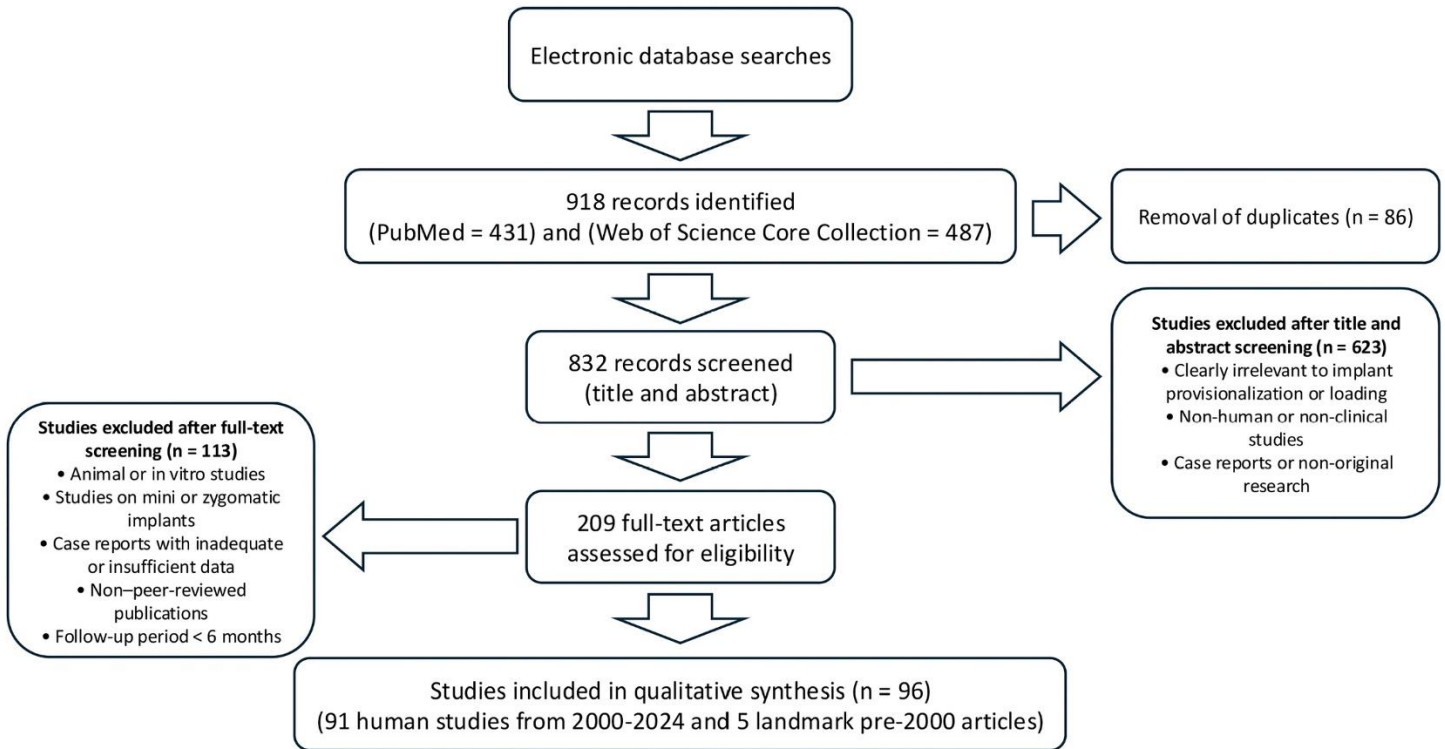 Electronic database searches
918 records identified
(PubMed = 431) and (Web of Science Core Collection = 487)
Removal of duplicates (n = 86)
832 records screened
(title and abstract)
Studies excluded after title and
abstract screening (n = 623)
• Clearly irrelevant to implant
provisionalization or loading
• Non-human or non-clinical
studies
• Case reports or non-original
research
Studies excluded after full-text
screening (n = 113)
• Animal or in vitro studies
• Studies on mini or zygomatic
implants
• Case reports with inadequate
or insufficient data
• Non–peer-reviewed
publications
• Follow-up period < 6 months
209 full-text articles
assessed for eligibility
Studies included in qualitative synthesis (n = 96)
(91 human studies from 2000-2024 and 5 landmark pre-2000 articles)